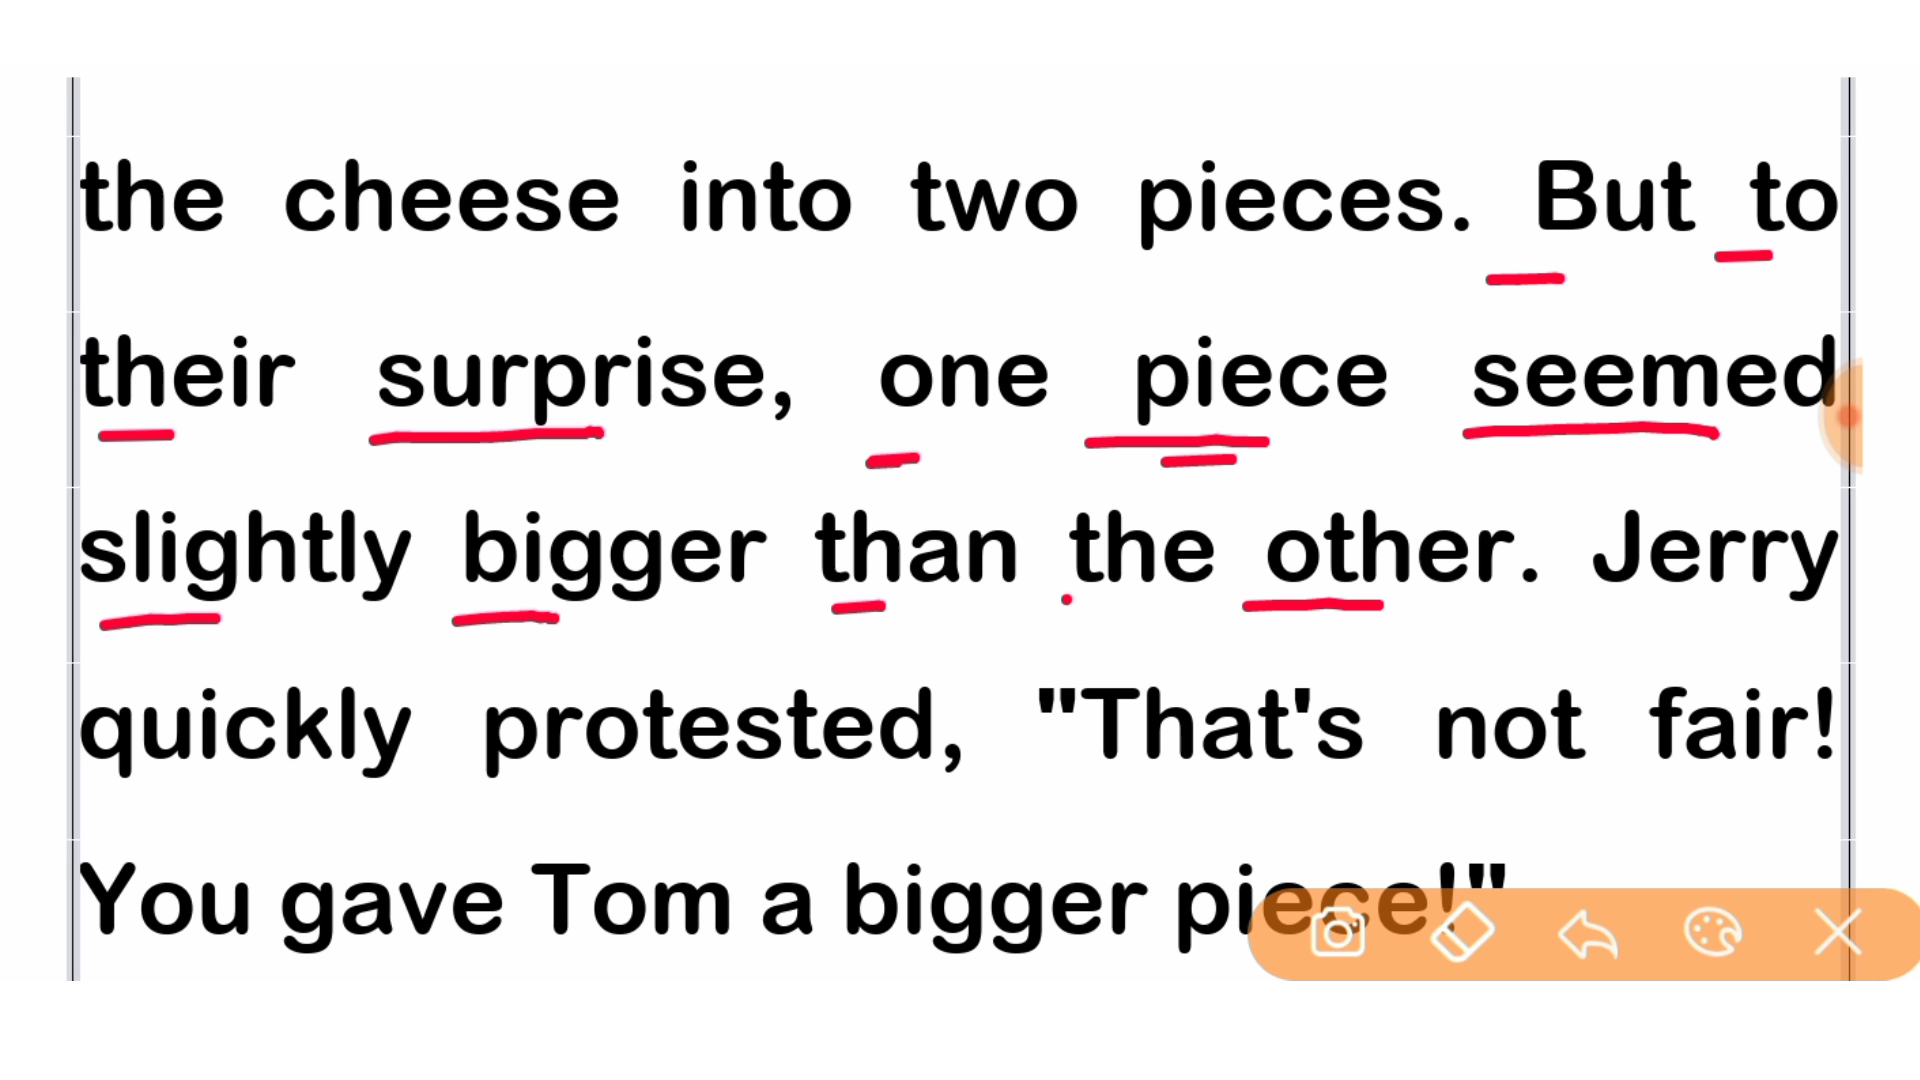 the cheese into two pieces. But to
their surprise, one piece seemed
slightly bigger than the other. Jerry
quickly protested, "That's not fair!
You gave Tom a bigger piece!"